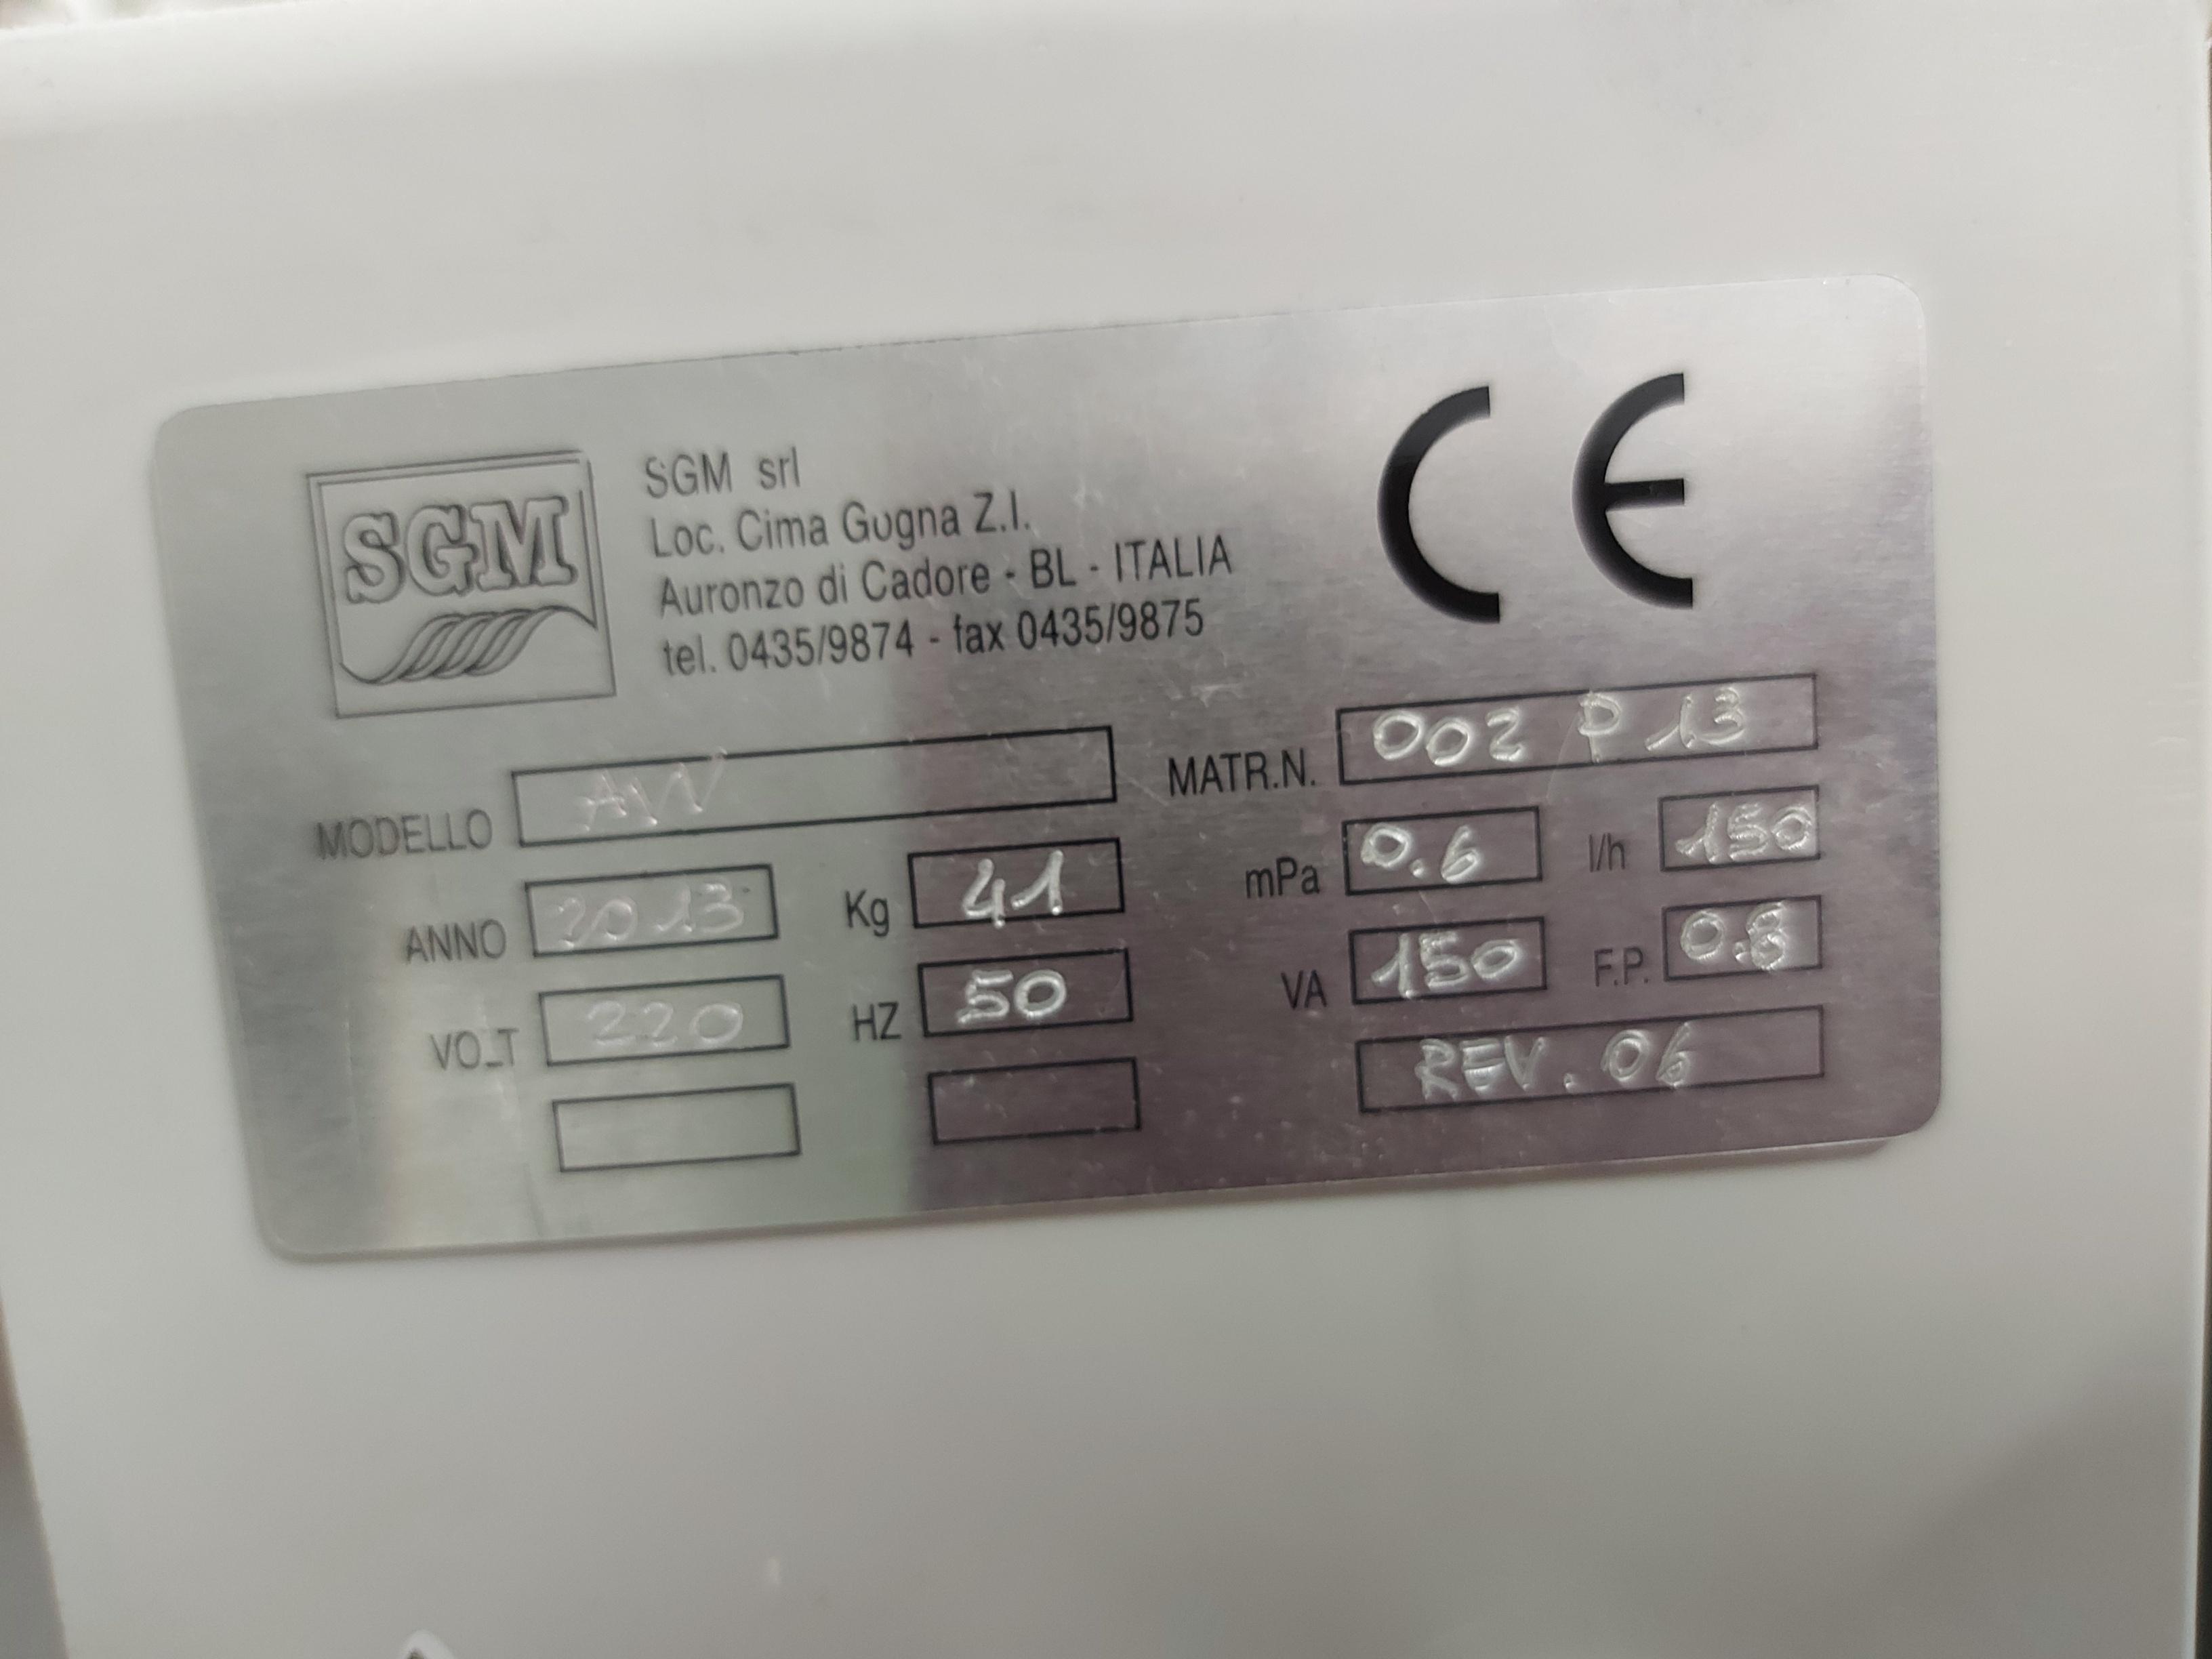 SGM
SGM srl
Loc. Cima Gogna Z.I.
Auronzo di Cadore - BL - ITALIA
tel. 0435/9874 - fax 0435/9875
CE
MODELLO AW MATR.N. 002 P 13
ANNO 2013 Kg 41 mPa 0.6 l/h 150
VOLT 220 HZ 50 VA 150 F.P. 0.8
REV. 06